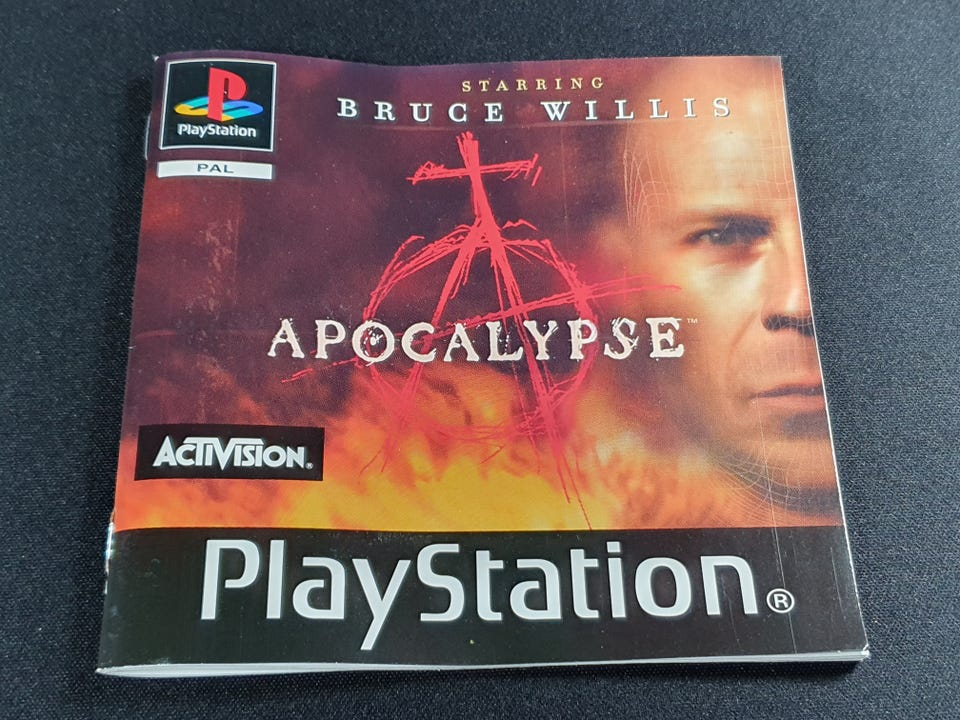 PlayStation
PAL
STARRING
BRUCE WILLIS
APOCALYPSE™
ACTIVISION®
PlayStation®